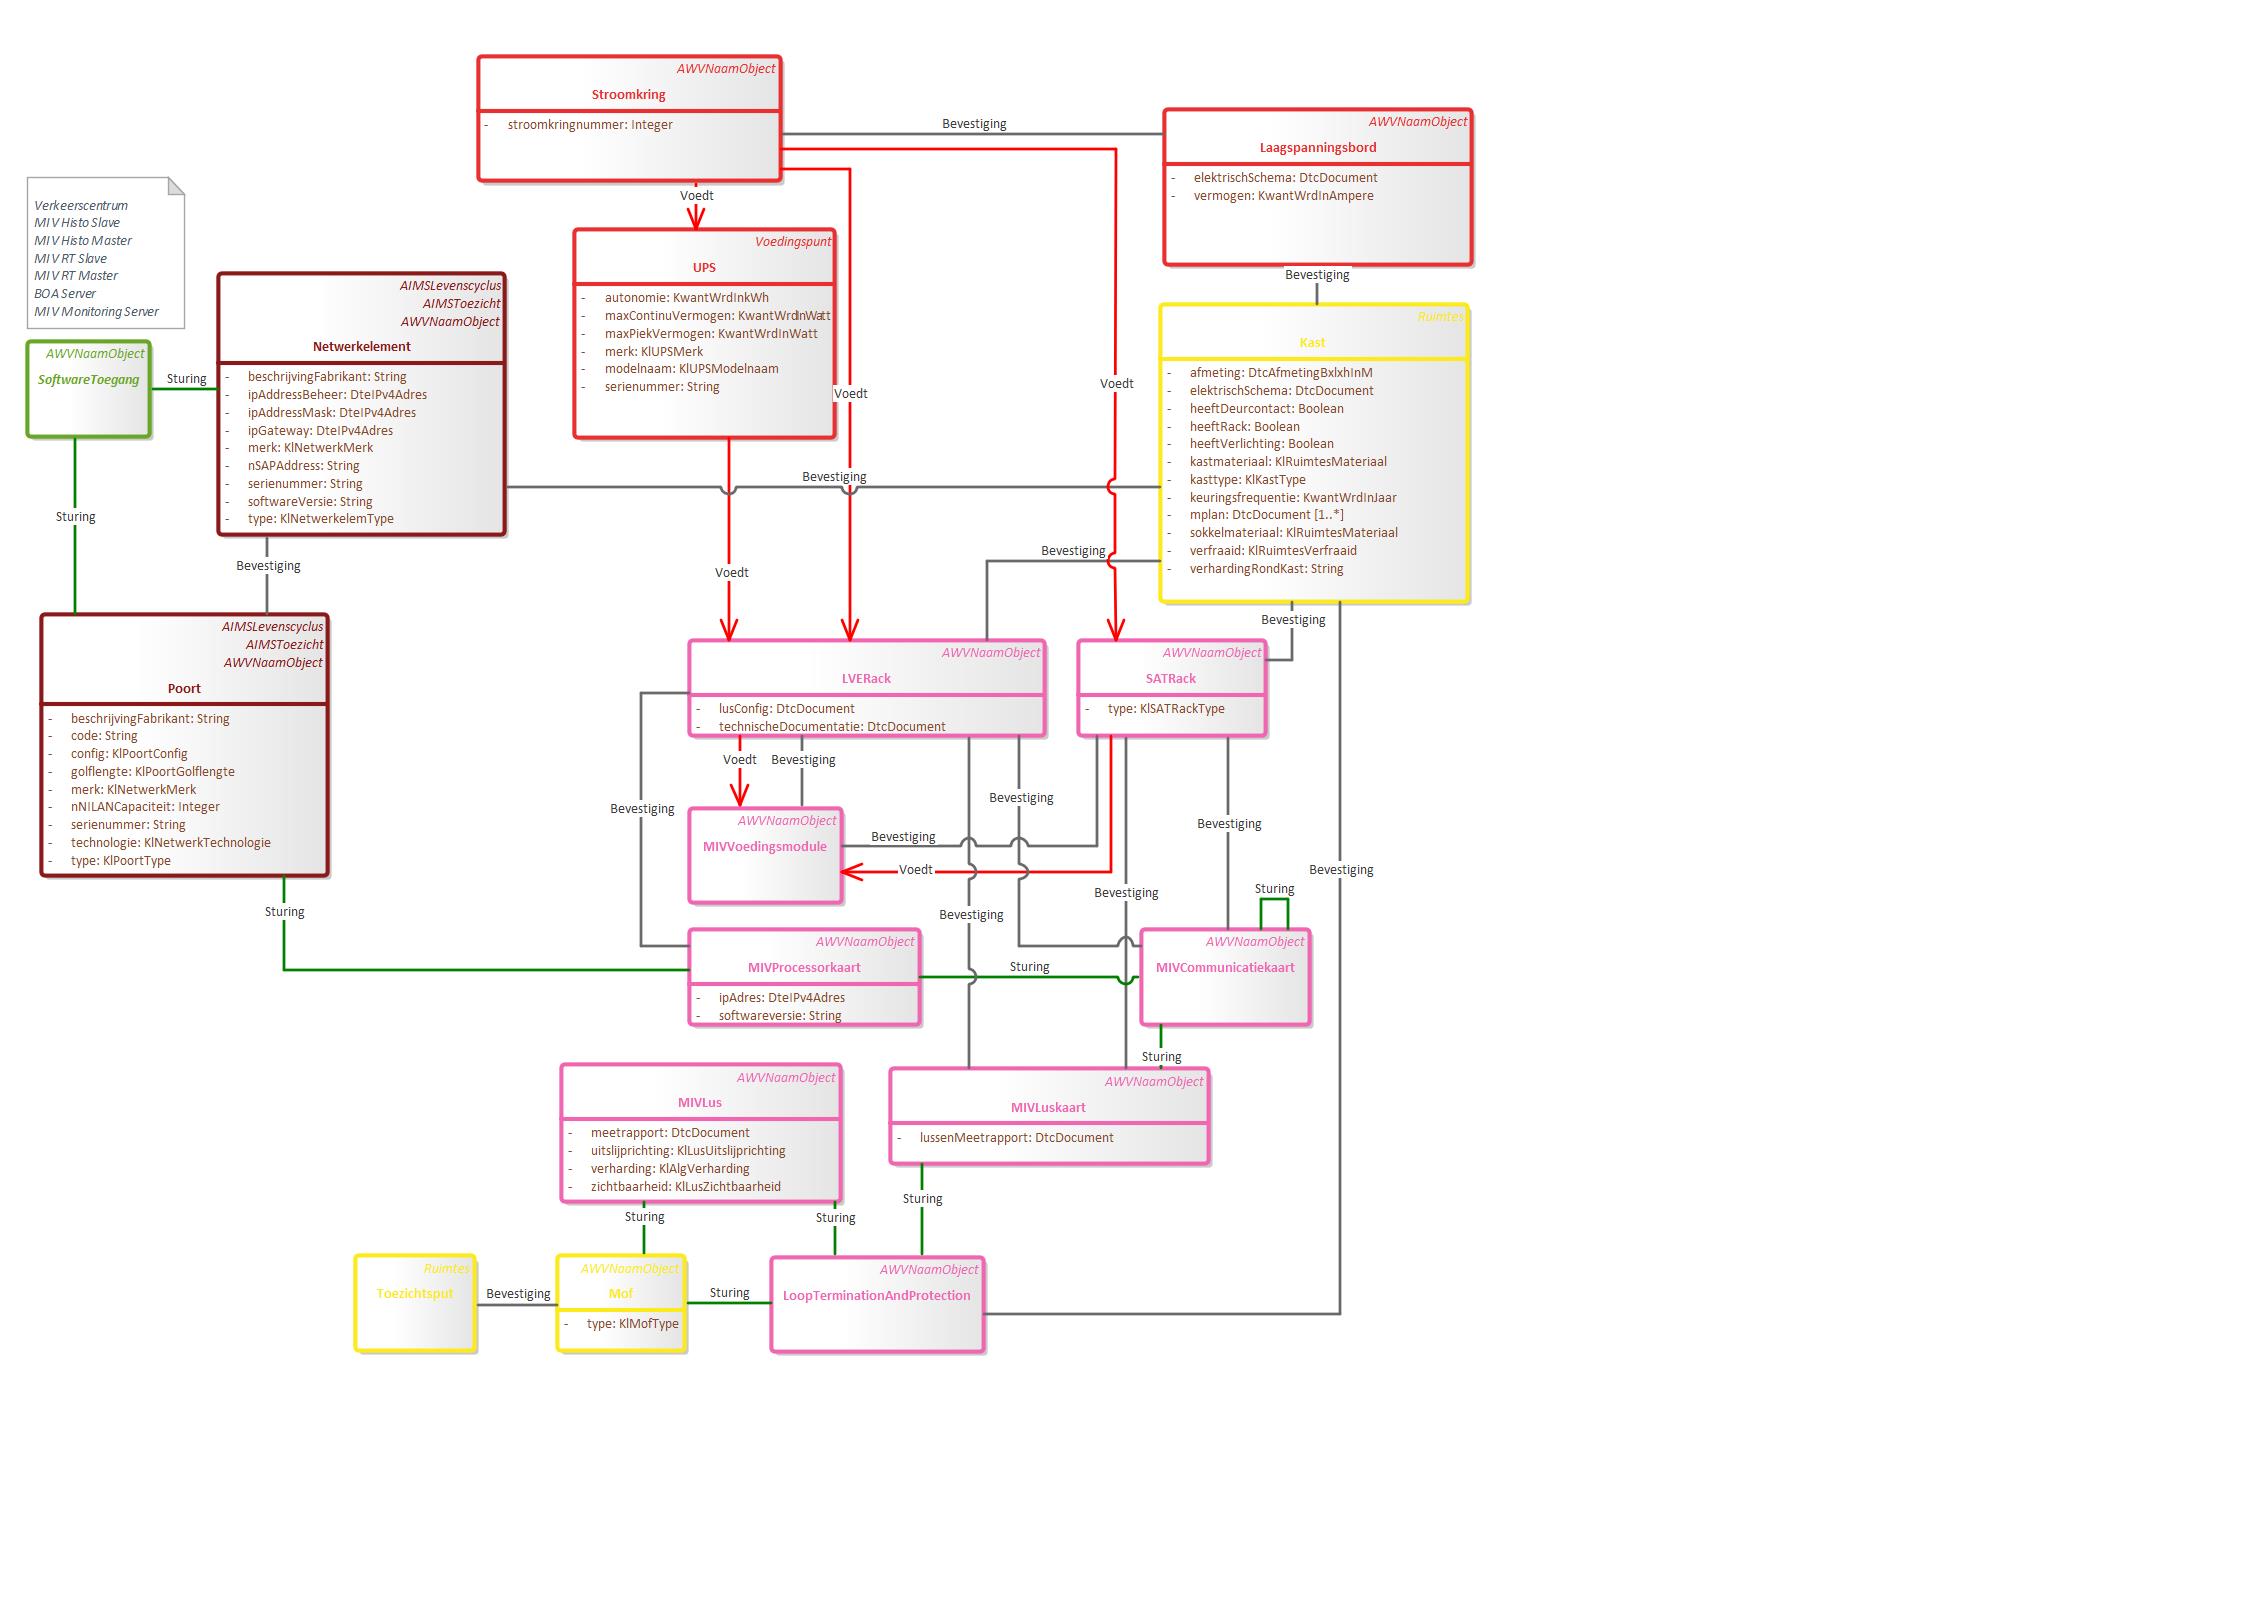 AWVNaamObject
Stroomkring
- stroomkringnummer: Integer
Bevestiging
AWVNaamObject
Laagspanningsbord
- elektrischSchema: DtcDocument
- vermogen: KwantWrdInAmpere
Voedt
Verkeerscentrum
MIV Histo Slave
MIV Histo Master
MIV RT Slave
MIV RT Master
BOA Server
MIV Monitoring Server
Voedingspunt
UPS
- autonomie: KwantWrdInkWh
- maxContinuVermogen: KwantWrdInWatt
- maxPiekVermogen: KwantWrdInWatt
- merk: KlUPSMerk
- modelnaam: KlUPSModelnaam
- serienummer: String
Bevestiging
AIMSLevenscyclus
AIMSToezicht
AWVNaamObject
Netwerkelement
- beschrijvingFabrikant: String
- ipAddressBeheer: DteIPv4Adres
- ipAddressMask: DteIPv4Adres
- ipGateway: DteIPv4Adres
- merk: KlNetwerkMerk
- nSAPAddress: String
- serienummer: String
- softwareVersie: String
- type: KlNetwerkelemType
Ruimtes
Kast
- afmeting: DtcAfmetingBxlxhInM
- elektrischSchema: DtcDocument
- heeftDeurcontact: Boolean
- heeftRack: Boolean
- heeftVerlichting: Boolean
- kastmateriaal: KlRuimtesMateriaal
- kasttype: KlKastType
- keuringsfrequentie: KwantWrdInJaar
- mplan: DtcDocument [1..*]
- sokkelmateriaal: KlRuimtesMateriaal
- verfraaid: KlRuimtesVerfraaid
- verhardingRondKast: String
AWVNaamObject
SoftwareToegang
Sturing
Voedt
Voedt
Bevestiging
Sturing
Bevestiging
Bevestiging
Voedt
Bevestiging
AIMSLevenscyclus
AIMSToezicht
AWVNaamObject
Poort
- beschrijvingFabrikant: String
- code: String
- config: KlPoortConfig
- golflengte: KlPoortGolflengte
- merk: KlNetwerkMerk
- nNILANCapaciteit: Integer
- serienummer: String
- technologie: KlNetwerkTechnologie
- type: KlPoortType
AWVNaamObject
LVERack
- lusConfig: DtcDocument
- technischeDocumentatie: DtcDocument
AWVNaamObject
SATRack
- type: KlSATRackType
Voedt
Bevestiging
Bevestiging
Bevestiging
Bevestiging
AWVNaamObject
MIVVoedingsmodule
Bevestiging
Voedt
Bevestiging
Bevestiging
Sturing
Bevestiging
Sturing
AWVNaamObject
MIVProcessorkaart
- ipAdres: DteIPv4Adres
- softwareversie: String
Sturing
AWVNaamObject
MIVCommunicatiekaart
Sturing
AWVNaamObject
MIVLus
- meetrapport: DtcDocument
- uitslijprichting: KlLusUitslijprichting
- verharding: KlAlgVerharding
- zichtbaarheid: KlLusZichtbaarheid
AWVNaamObject
MIVLuskaart
- lussenMeetrapport: DtcDocument
Sturing
Sturing
Sturing
Ruimtes
Toezichtsput
Bevestiging
AWVNaamObject
Mof
- type: KlMofType
Sturing
AWVNaamObject
LoopTerminationAndProtection